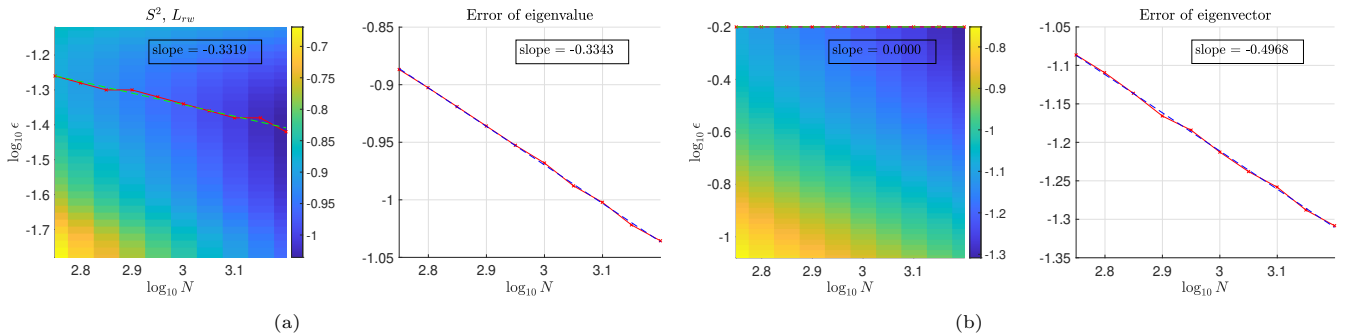 S², L_rw
slope = -0.3319
-1.2
-1.3
-1.4
-1.5
-1.6
-1.7
log₁₀ ϵ
2.8 2.9 3 3.1
log₁₀ N
-0.7
-0.75
-0.8
-0.85
-0.9
-0.95
-1
Error of eigenvalue
slope = -0.3343
-0.85
-0.9
-0.95
-1
-1.05
2.8 2.9 3 3.1
log₁₀ N
(a)
slope = 0.0000
-0.2
-0.4
-0.6
-0.8
-1
log₁₀ ϵ
2.8 2.9 3 3.1
log₁₀ N
-0.8
-0.9
-1
-1.1
-1.2
-1.3
Error of eigenvector
slope = -0.4968
-1.05
-1.1
-1.15
-1.2
-1.25
-1.3
-1.35
2.8 2.9 3 3.1
log₁₀ N
(b)